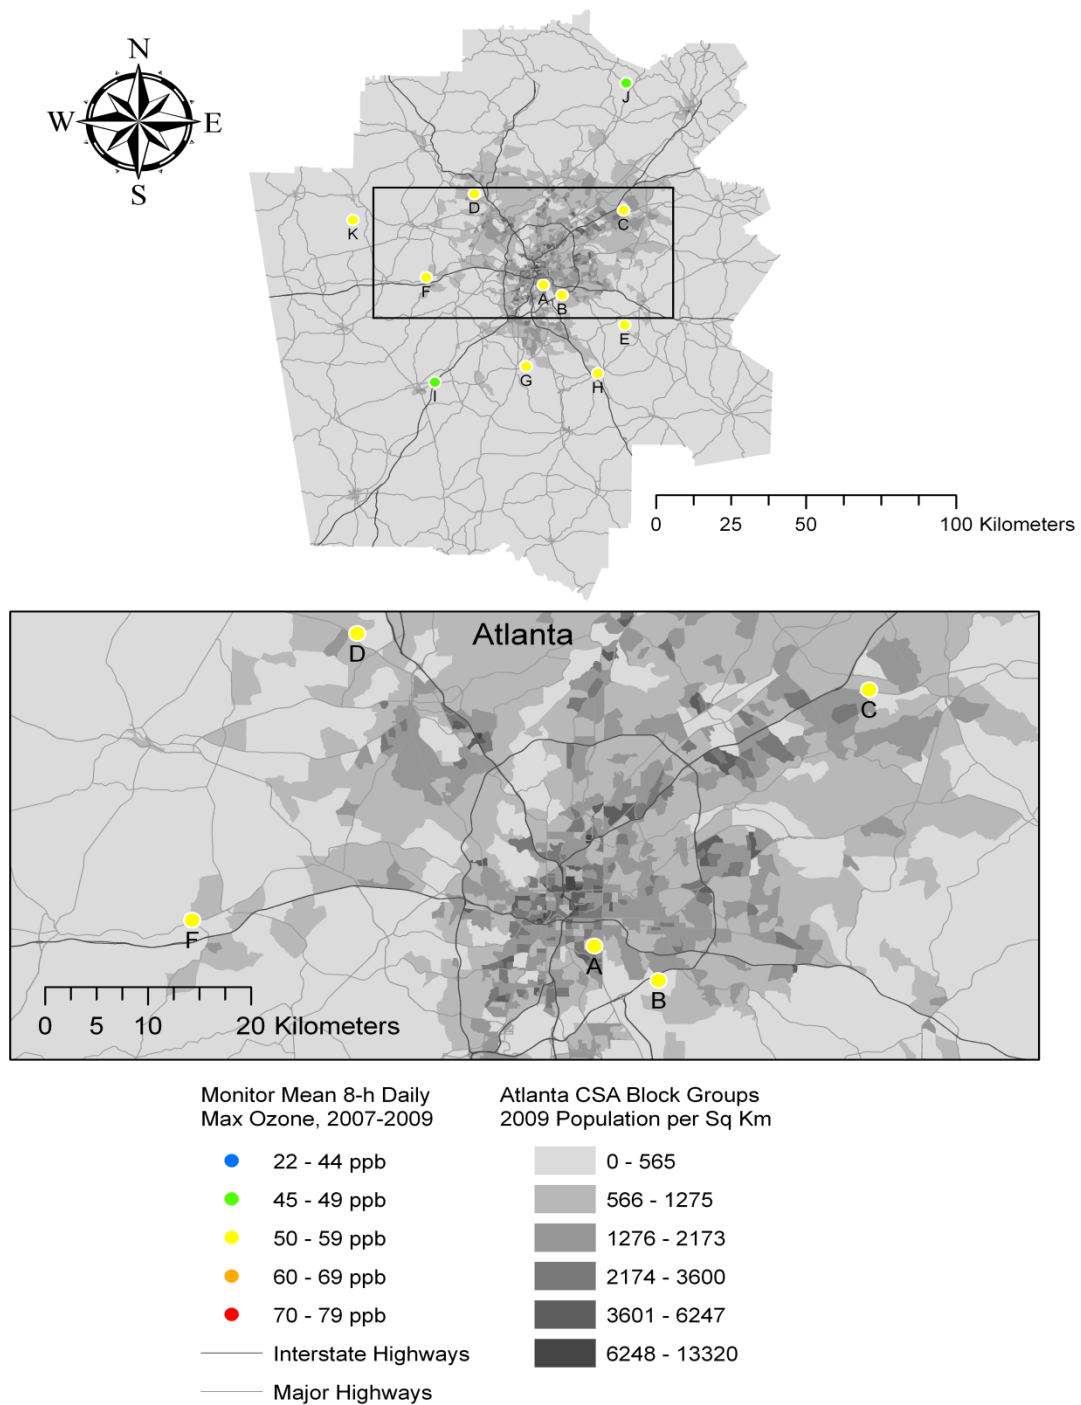 N
W E
S
J
D
C
K
F
A
B
E
G
H
I
0 25 50 100 Kilometers
Atlanta
D
C
F
A
B
0 5 10 20 Kilometers
Monitor Mean 8-h Daily
Max Ozone, 2007-2009
22 - 44 ppb
45 - 49 ppb
50 - 59 ppb
60 - 69 ppb
70 - 79 ppb
Interstate Highways
Major Highways
Atlanta CSA Block Groups
2009 Population per Sq Km
0 - 565
566 - 1275
1276 - 2173
2174 - 3600
3601 - 6247
6248 - 13320